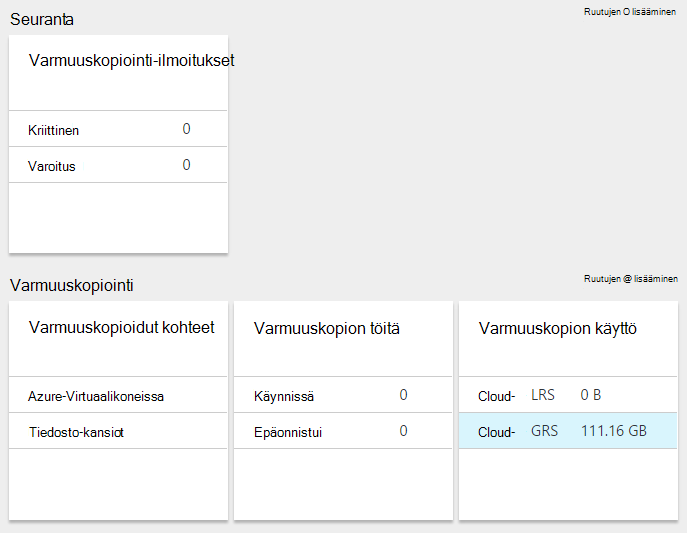 Seuranta
Ruutujen O lisääminen
Varmuuskopiointi-ilmoitukset
Kriittinen 0
Varoitus 0
Varmuuskopiointi
Ruutujen @ lisääminen
Varmuuskopioidut kohteet
Azure-Virtuaalikoneissa
Tiedosto-kansiot
Varmuuskopion töitä
Käynnissä 0
Epäonnistui 0
Varmuuskopion käyttö
Cloud- LRS 0 B
Cloud- GRS 111.16 GB